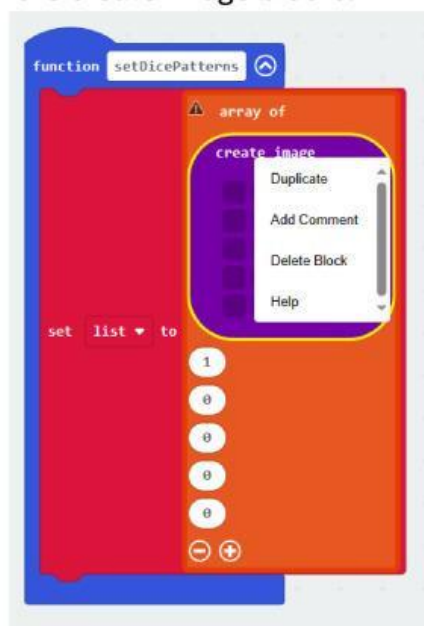 function setDicePatterns
array of
create image
Duplicate
Add Comment
Delete Block
Help
set list to
1
0
0
0
0